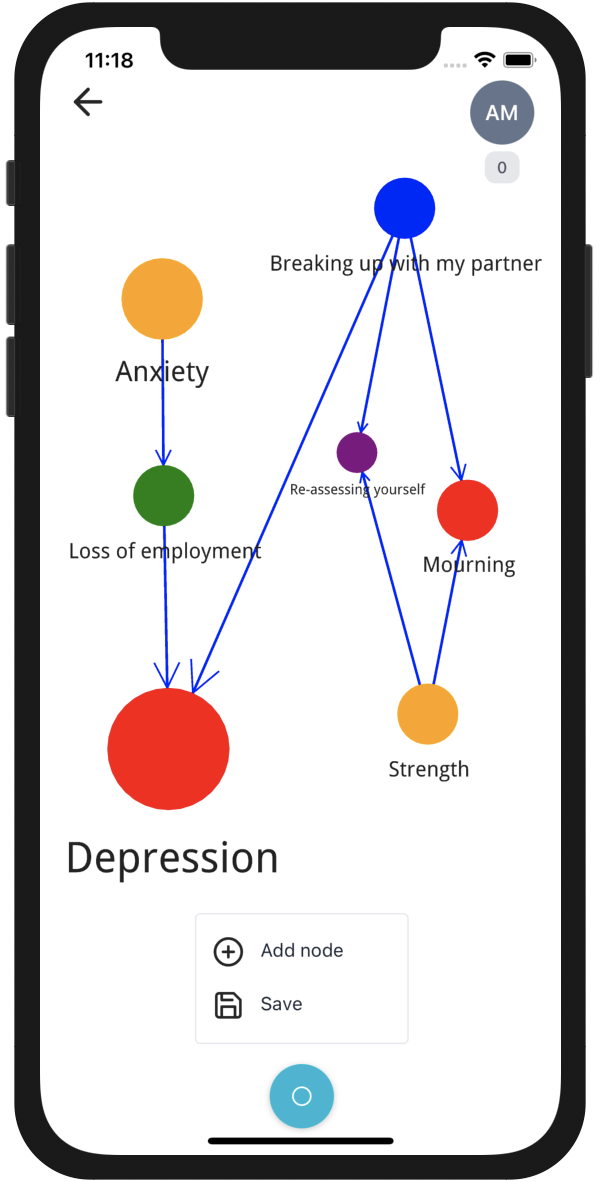 11:18
AM
0
Breaking up with my partner
Anxiety
Re-assessing yourself
Loss of employment
Mourning
Strength
Depression
Add node
Save